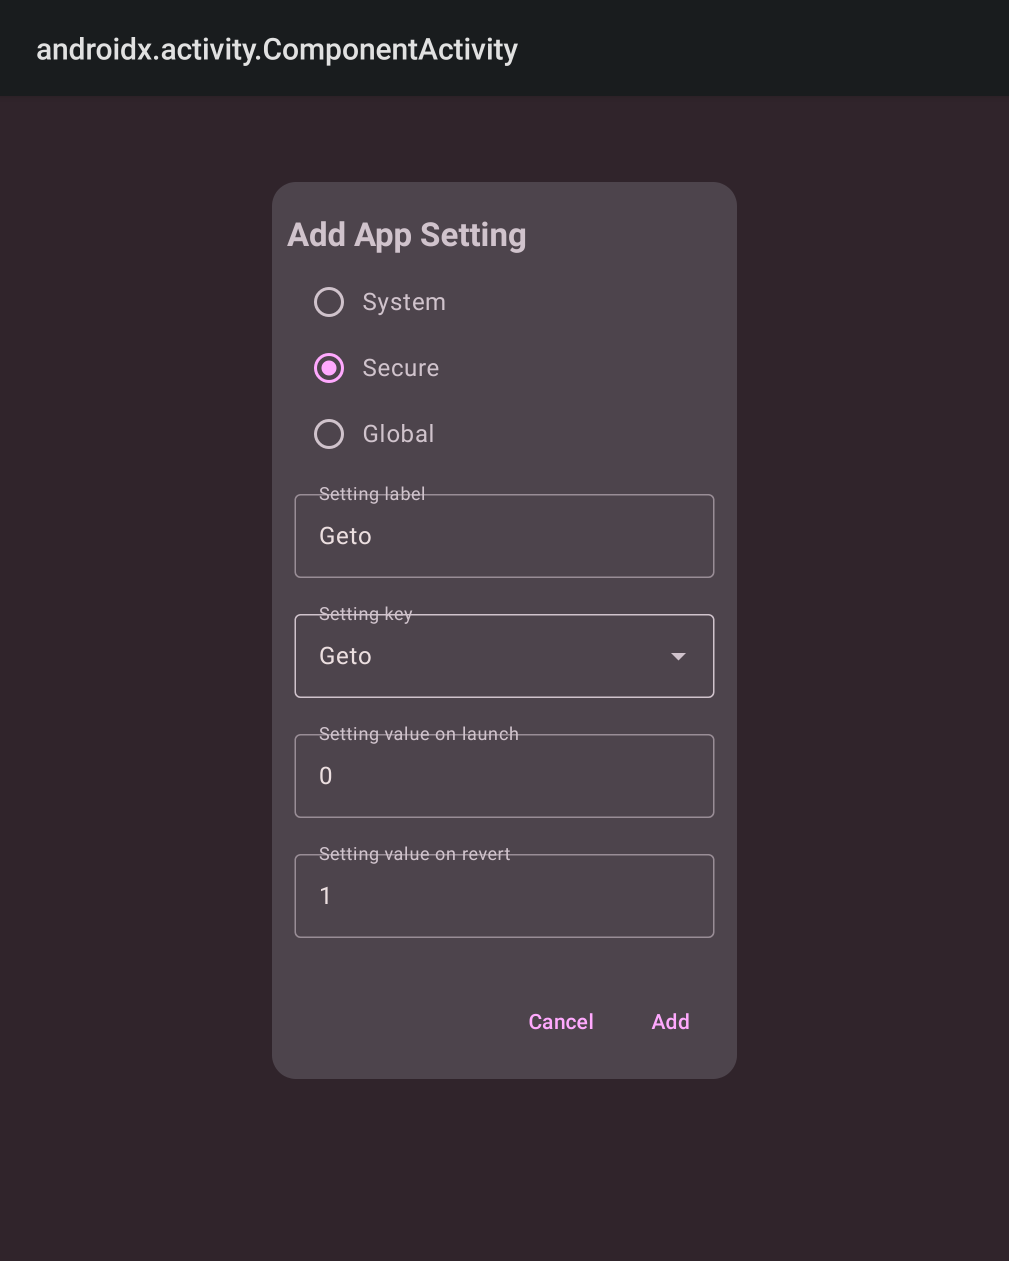 androidx.activity.ComponentActivity
Add App Setting
System
Secure
Global
Setting label
Geto
Setting key
Geto
Setting value on launch
0
Setting value on revert
1
Cancel Add